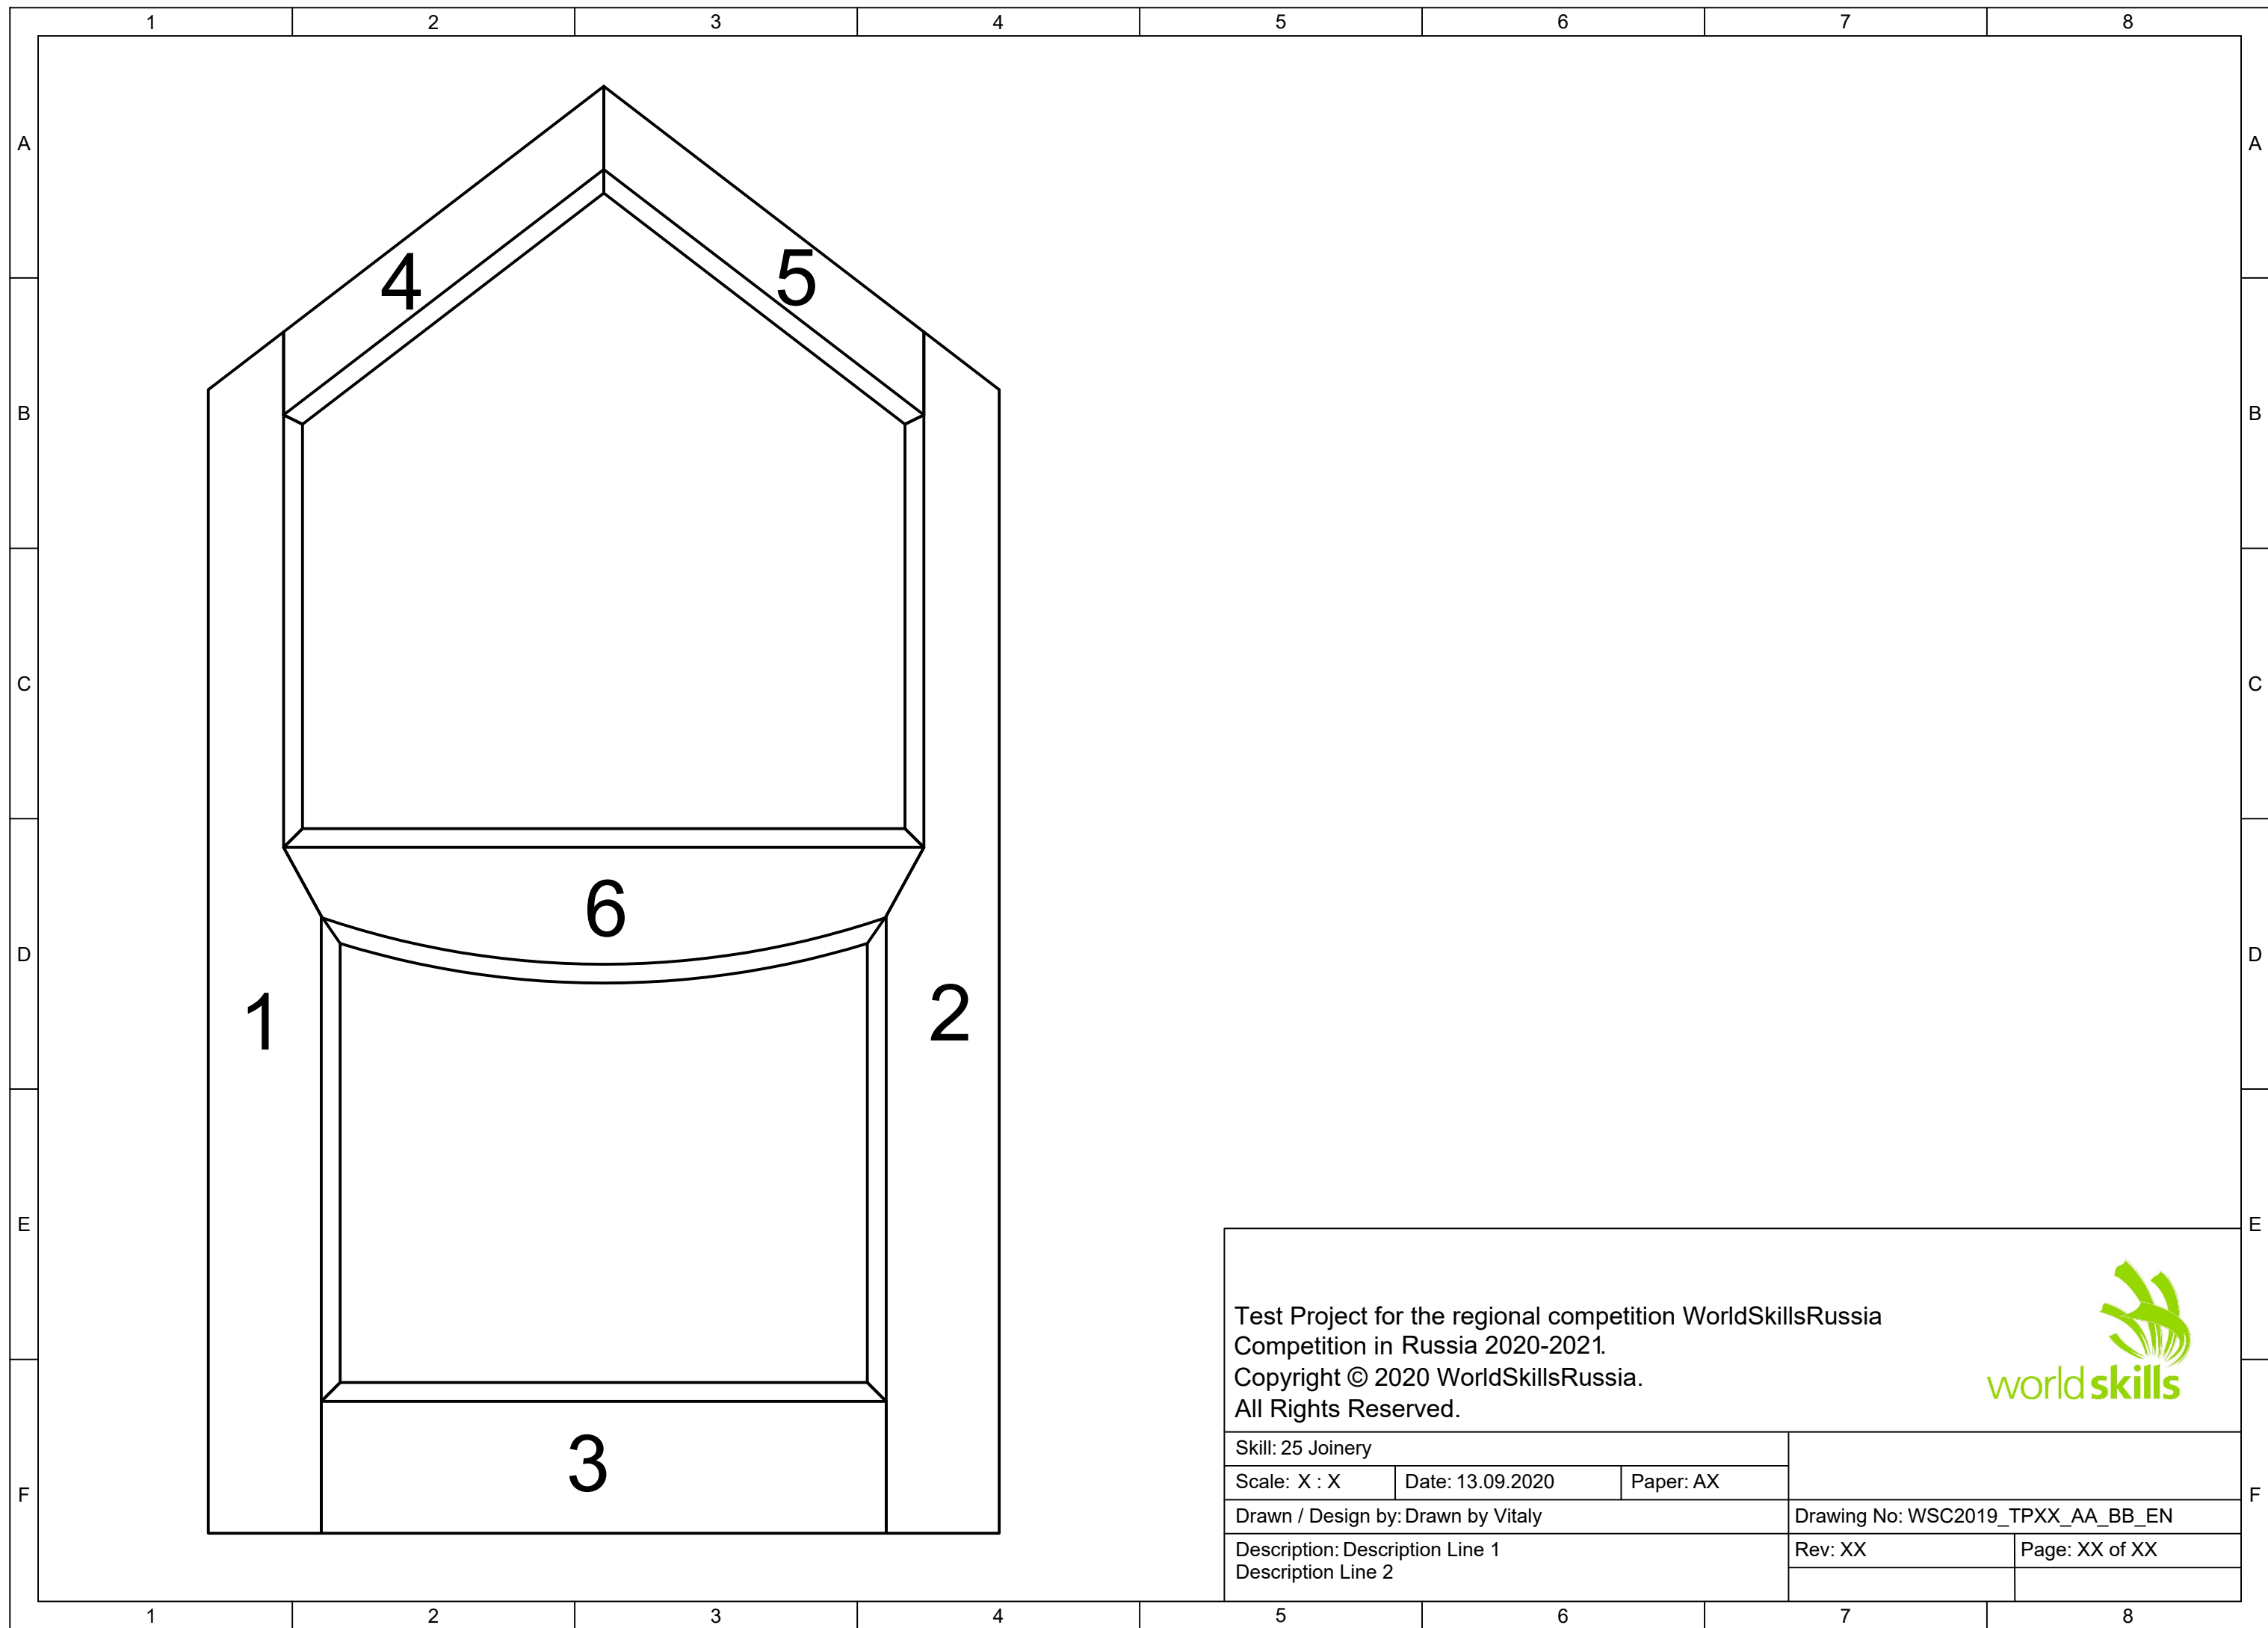 1 2 3 4 5 6 7 8
A A
4 5
B B
C C
6
D D
1 2
E E
Test Project for the regional competition WorldSkillsRussia
Competition in Russia 2020-2021.
Copyright © 2020 WorldSkillsRussia.
All Rights Reserved.
world skills
Skill: 25 Joinery
3
Scale: X : X Date: 13.09.2020 Paper: AX
F F
Drawn / Design by: Drawn by Vitaly Drawing No: WSC2019_TPXX_AA_BB_EN
Description: Description Line 1 Rev: XX Page: XX of XX
Description Line 2
1 2 3 4 5 6 7 8